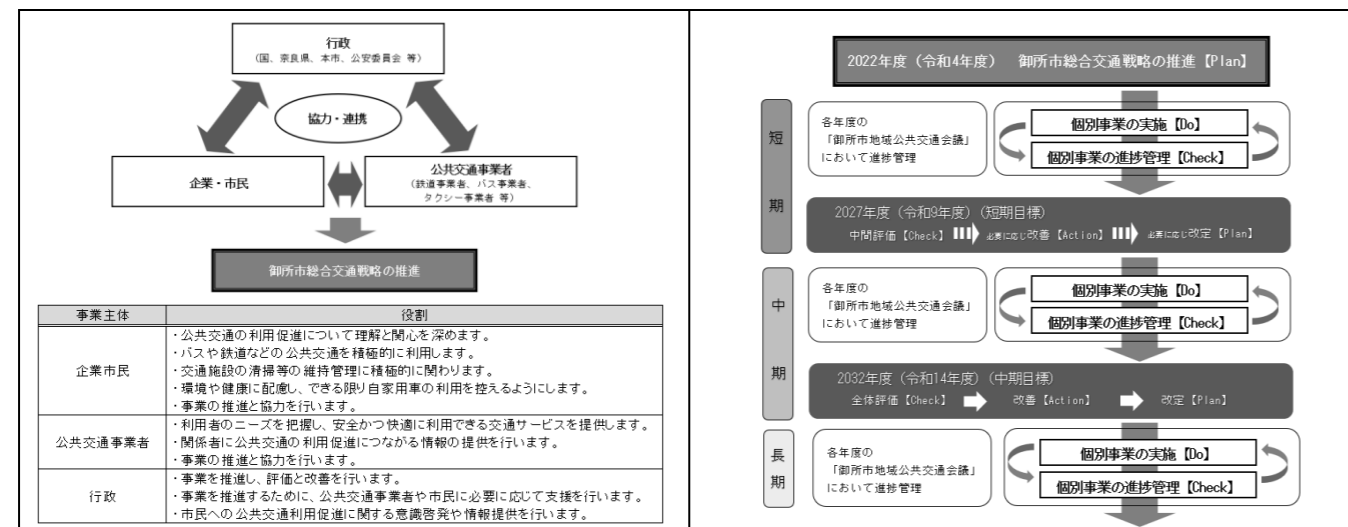 行政
(国、奈良県、本市、公安委員会 等)
協力・連携
企業・市民
公共交通事業者
(鉄道事業者、バス事業者、
タクシー事業者 等)
御所市総合交通戦略の推進
事業主体
役割
企業市民
・公共交通の利用促進について理解と関心を深めます。
・バスや鉄道などの公共交通を積極的に利用します。
・交通施設の清掃等の維持管理に積極的に関わります。
・環境や健康に配慮し、できる限り自家用車の利用を控えるようにします。
・事業の推進と協力を行います。
公共交通事業者
・利用者のニーズを把握し、安全かつ快適に利用できる交通サービスを提供します。
・関係者に公共交通の利用促進につながる情報の提供を行います。
・事業の推進と協力を行います。
行政
・事業を推進し、評価と改善を行います。
・事業を推進するために、公共交通事業者や市民に必要に応じて支援を行います。
・市民への公共交通利用促進に関する意識啓発や情報提供を行います。
2022年度(令和4年度) 御所市総合交通戦略の推進【Plan】
短期
各年度の
「御所市地域公共交通会議」
において進捗管理
個別事業の実施【Do】
個別事業の進捗管理【Check】
2027年度(令和9年度)(短期目標)
中間評価【Check】 必要に応じ改善【Action】 必要に応じ改定【Plan】
中期
各年度の
「御所市地域公共交通会議」
において進捗管理
個別事業の実施【Do】
個別事業の進捗管理【Check】
2032年度(令和14年度)(中期目標)
全体評価【Check】 改善【Action】 改定【Plan】
長期
各年度の
「御所市地域公共交通会議」
において進捗管理
個別事業の実施【Do】
個別事業の進捗管理【Check】